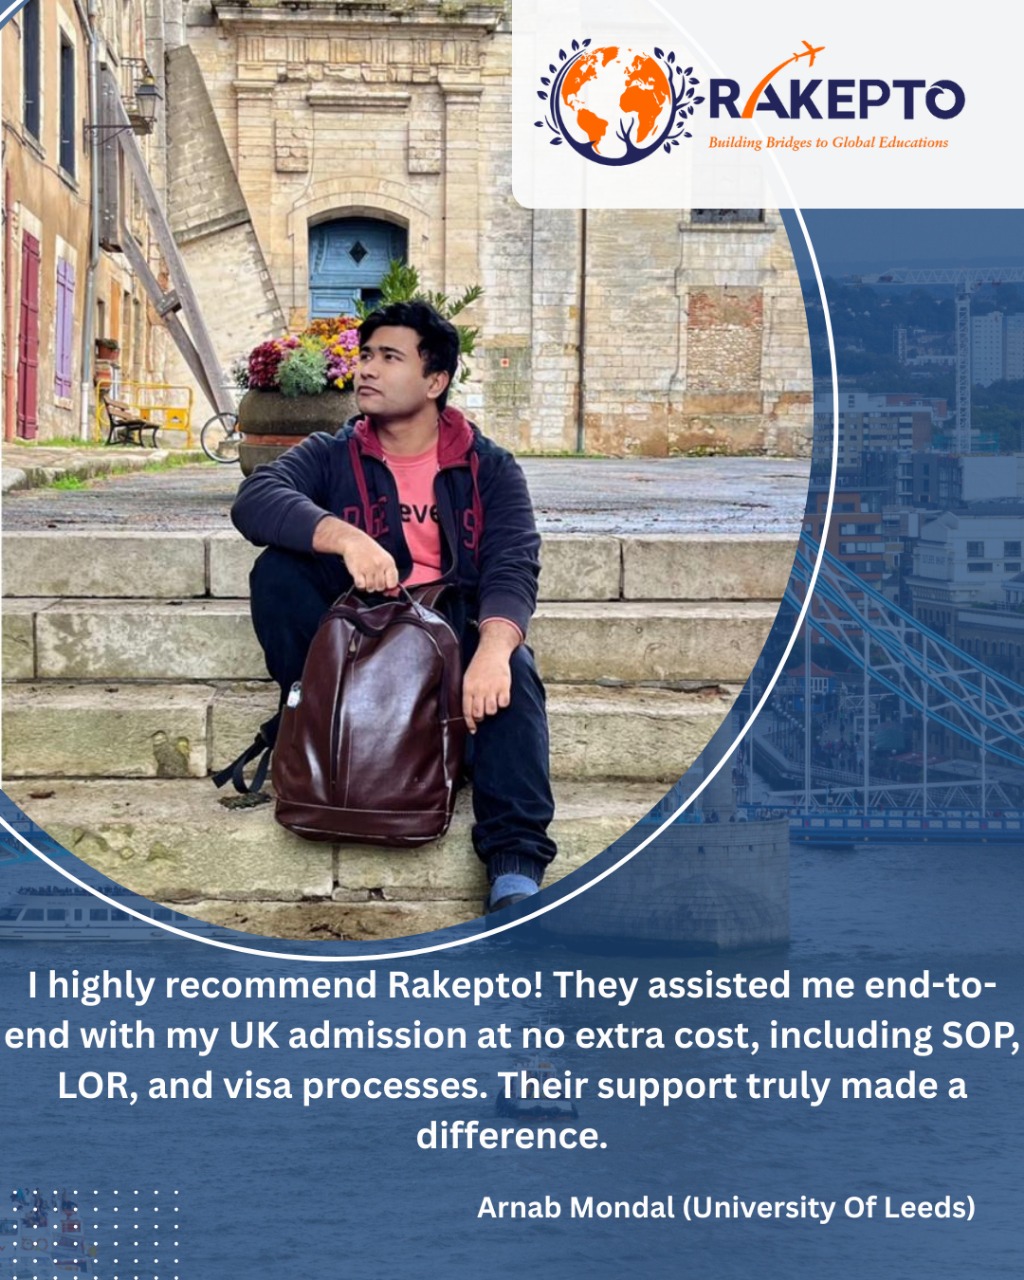 RAKEPTO
Building Bridges to Global Educations
eve
I highly recommend Rakepto! They assisted me end-to-
end with my UK admission at no extra cost, including SOP,
LOR, and visa processes. Their support truly made a
difference.
Arnab Mondal (University Of Leeds)